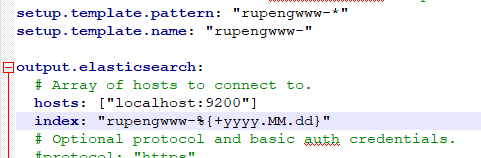 setup.template.pattern: "rupengwww-*"
setup.template.name: "rupengwww-"
output.elasticsearch:
# Array of hosts to connect to.
hosts: ["localhost:9200"]
index: "rupengwww-%{+yyyy.MM.dd}"
# Optional protocol and basic auth credentials.
#protocol: "https"